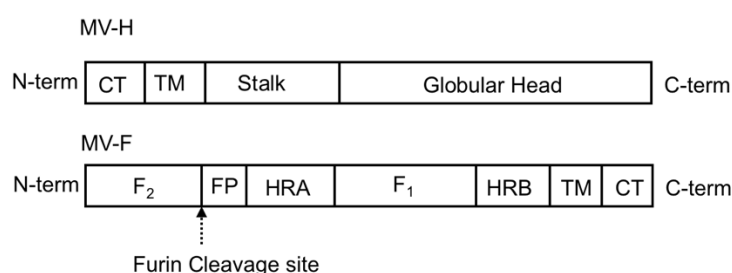 MV-H
N-term CT TM Stalk Globular Head C-term
MV-F
N-term F₂ FP HRA F₁ HRB TM CT C-term
Furin Cleavage site